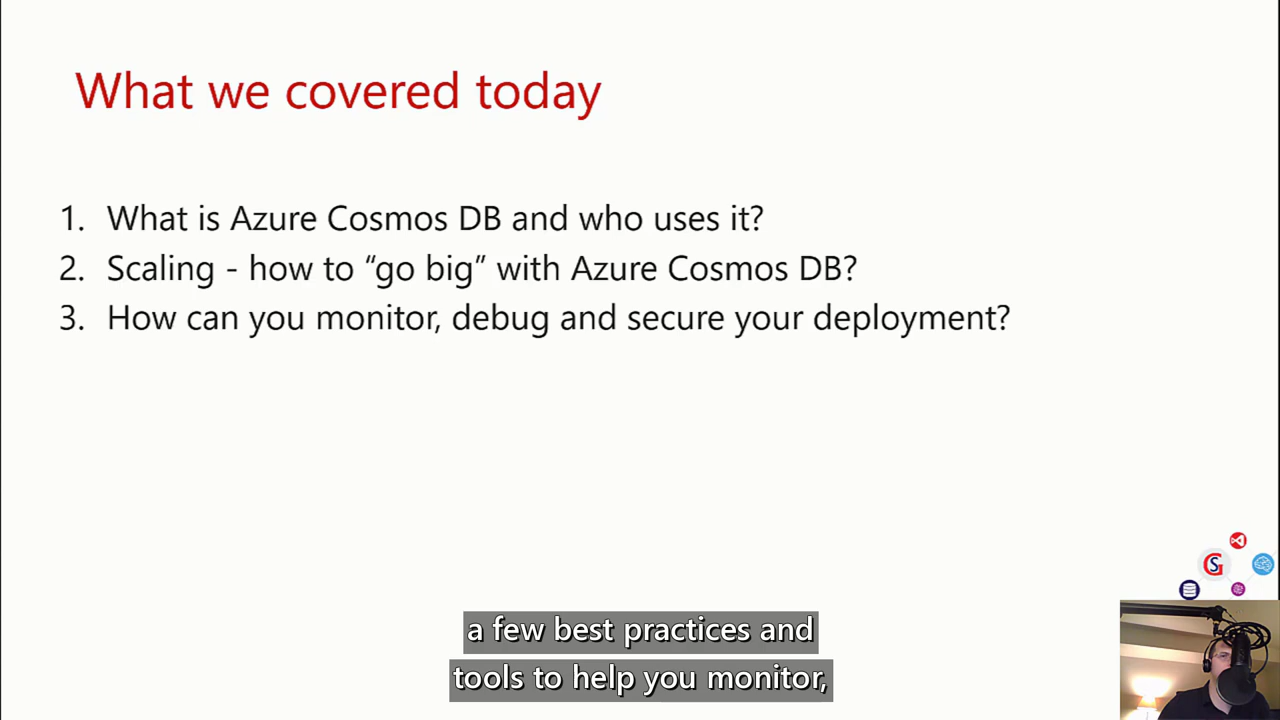 What we covered today
1. What is Azure Cosmos DB and who uses it?
2. Scaling - how to “go big” with Azure Cosmos DB?
3. How can you monitor, debug and secure your deployment?
SG
a few best practices and
tools to help you monitor,